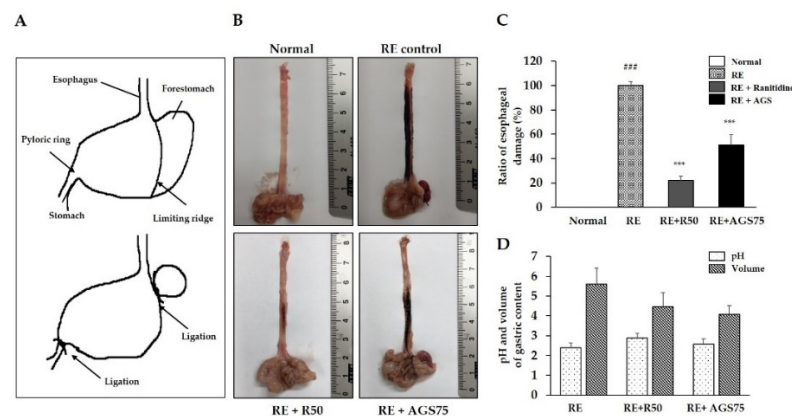 A
Esophagus
Forestomach
Pyloric ring
Stomach
Limiting ridge
Ligation
Ligation
B
Normal
RE control
RE + R50
RE + AGS75
C
Ratio of esophageal
damage (%)
120
100
80
60
40
20
0
###
***
***
Normal
RE
RE+R50
RE+AGS75
Normal
RE
RE + Ranitidine
RE + AGS
D
pH and volume
of gastric content
7
6
5
4
3
2
1
0
pH
Volume
RE
RE+R50
RE+ AGS75